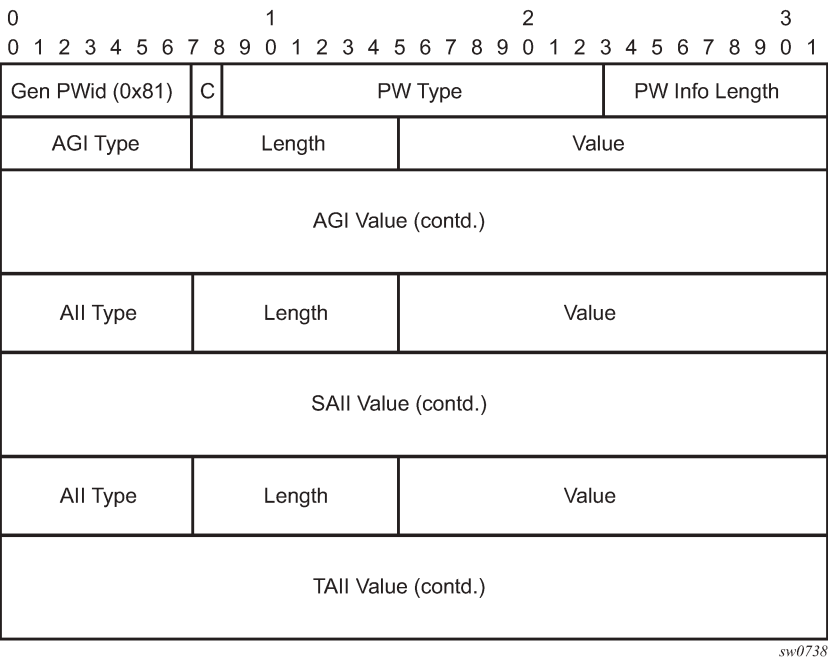 0 1 2 3
0 1 2 3 4 5 6 7 8 9 0 1 2 3 4 5 6 7 8 9 0 1 2 3 4 5 6 7 8 9 0 1
Gen PWid (0x81) C PW Type PW Info Length
AGI Type Length Value
AGI Value (contd.)
AII Type Length Value
SAII Value (contd.)
AII Type Length Value
TAII Value (contd.)
sw0738